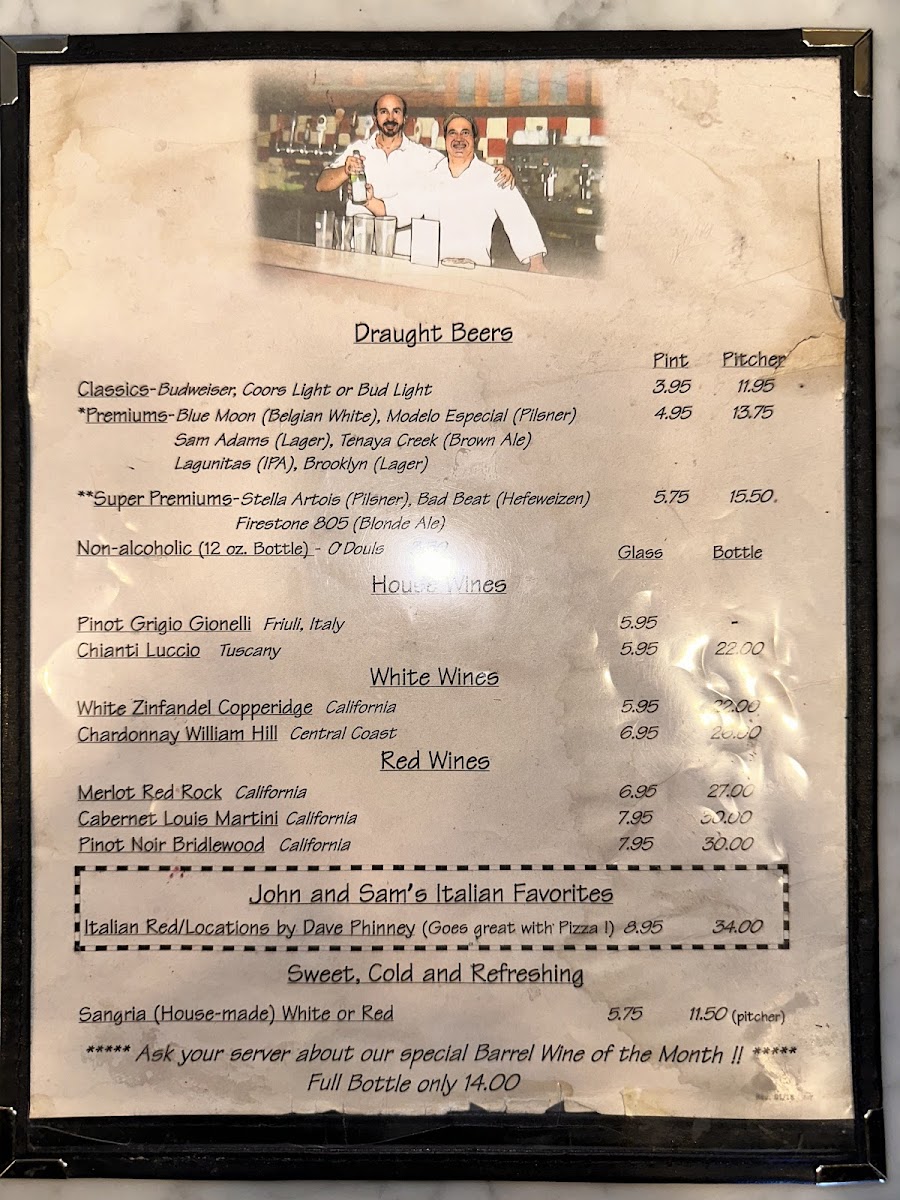 Draught Beers
Pint Pitcher
Classics-Budweiser, Coors Light or Bud Light 3.95 11.95
*Premiums-Blue Moon (Belgian White), Modelo Especial (Pilsner) 4.95 13.75
Sam Adams (Lager), Tenaya Creek (Brown Ale)
Lagunitas (IPA), Brooklyn (Lager)
**Super Premiums-Stella Artois (Pilsner), Bad Beat (Hefeweizen) 5.75 15.50
Firestone 805 (Blonde Ale)
Non-alcoholic (12 oz. Bottle) - O'Douls
Glass Bottle
House Wines
Pinot Grigio Gionelli Friuli, Italy 5.95 -
Chianti Luccio Tuscany 5.95 22.00
White Wines
White Zinfandel Copperidge California 5.95 22.00
Chardonnay William Hill Central Coast 6.95
Red Wines
Merlot Red Rock California 6.95 27.00
Cabernet Louis Martini California 7.95 30.00
Pinot Noir Bridlewood California 7.95 30.00
John and Sam's Italian Favorites
Italian Red/Locations by Dave Phinney (Goes great with Pizza !) 8.95 34.00
Sweet, Cold and Refreshing
Sangria (House-made) White or Red 5.75 11.50 (pitcher)
***** Ask your server about our special Barrel Wine of the Month !! *****
Full Bottle only 14.00